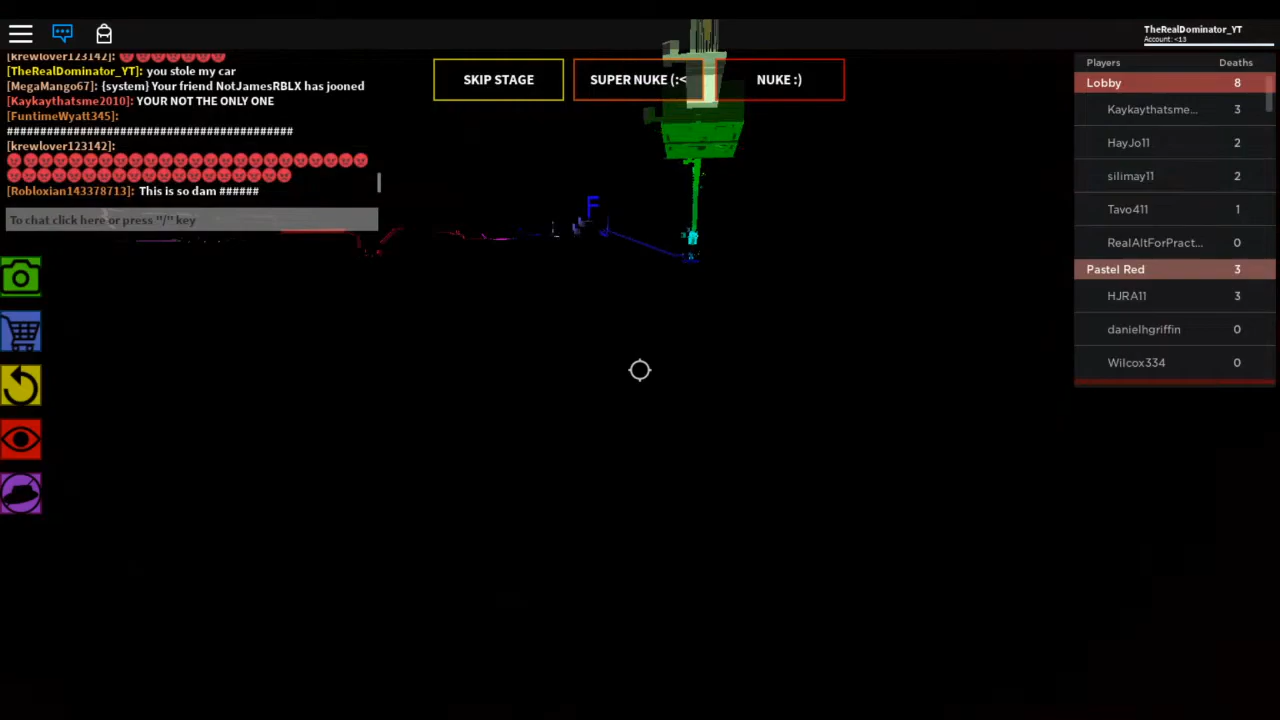 TheRealDominator_YT
Account: <13
[krewlover123142]:
[TheRealDominator_YT]: you stole my car
[MegaMango67]: {system} Your friend NotJamesRBLX has jooned
[Kaykaythatsme2010]: YOUR NOT THE ONLY ONE
[FuntimeWyatt345]:
###########################################
[krewlover123142]:
[Robloxian143378713]: This is so dam ######
To chat click here or press "/" key
SKIP STAGE
SUPER NUKE (:<
NUKE :)
F
Players Deaths
Lobby 8
Kaykaythatsme... 3
HayJo11 2
silimay11 2
Tavo411 1
RealAltForPract... 0
Pastel Red 3
HJRA11 3
danielhgriffin 0
Wilcox334 0